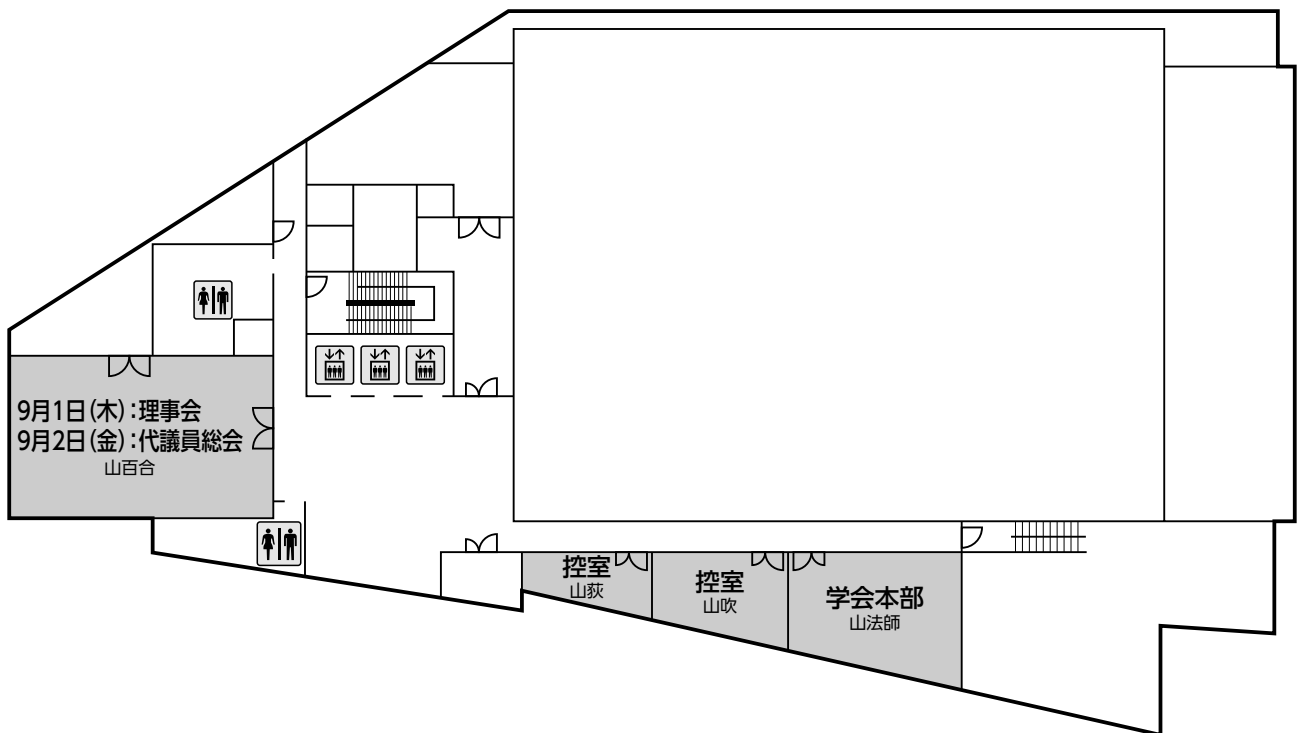 9月1日(木):理事会
9月2日(金):代議員総会
山百合
控室
山荻
控室
山吹
学会本部
山法師